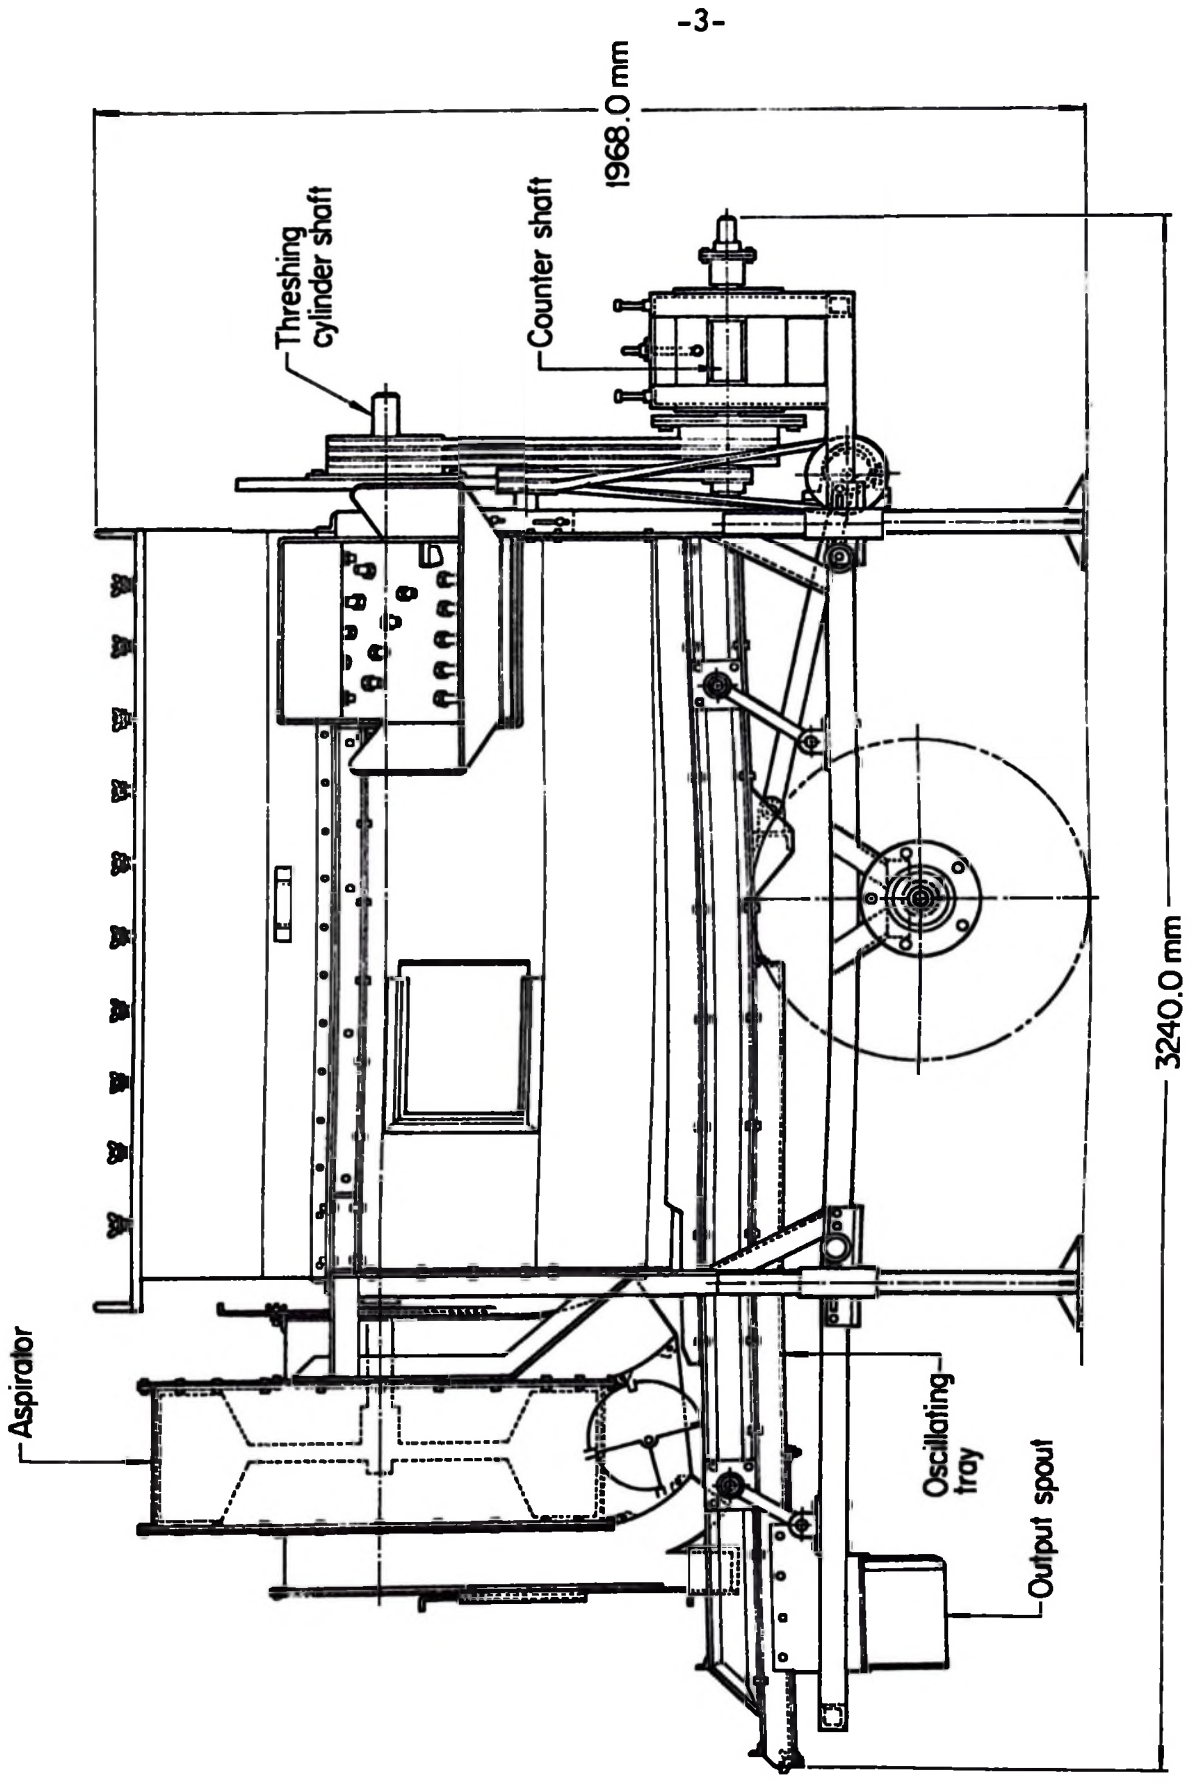 -3-
Aspirator
Threshing
cylinder shaft
Counter shaft
1968.0 mm
Oscillating
tray
Output spout
3240.0 mm